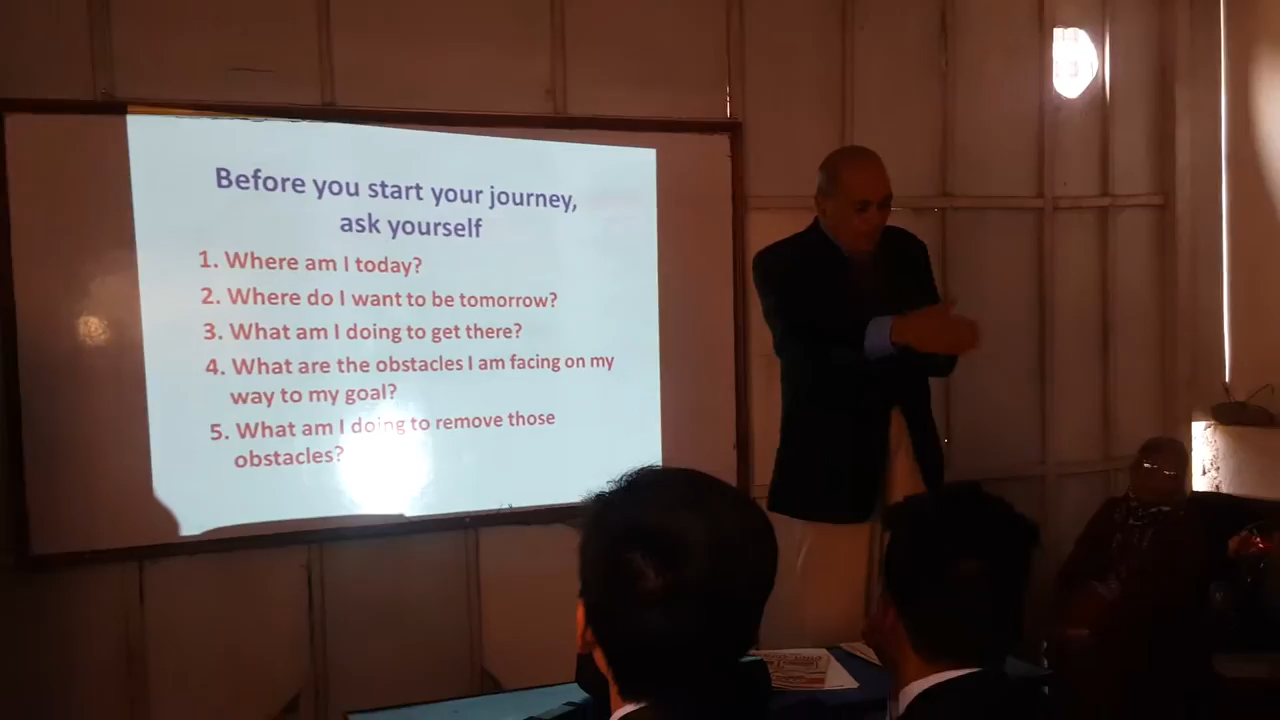 Before you start your journey,
ask yourself
1. Where am I today?
2. Where do I want to be tomorrow?
3. What am I doing to get there?
4. What are the obstacles I am facing on my
way to my goal?
5. What am I doing to remove those
obstacles?